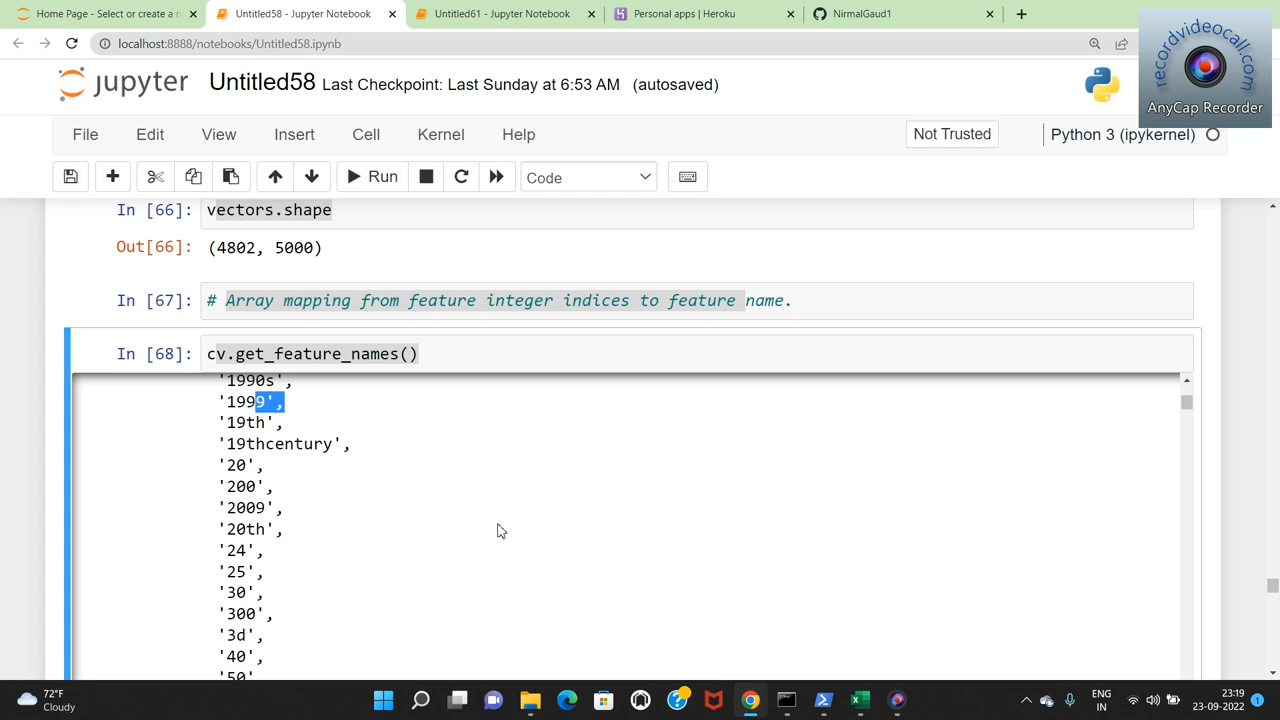 Home Page - Select or create a n
Untitled58 - Jupyter Notebook
Untitled61 - Jupyter Notebook
Personal apps | Heroku
NirmalGaud1
localhost:8888/notebooks/Untitled58.ipynb
recordvideocall.com
AnyCap Recorder
jupyter Untitled58 Last Checkpoint: Last Sunday at 6:53 AM (autosaved)
File Edit View Insert Cell Kernel Help
Not Trusted
Python 3 (ipykernel)
Run
Code
In [66]: vectors.shape
Out[66]: (4802, 5000)
In [67]: # Array mapping from feature integer indices to feature name.
In [68]: cv.get_feature_names()
'1990s',
'1999',
'19th',
'19thcentury',
'20',
'200',
'2009',
'20th',
'24',
'25',
'30',
'300',
'3d',
'40',
'50'
72°F
Cloudy
ENG
IN
23:19
23-09-2022
1